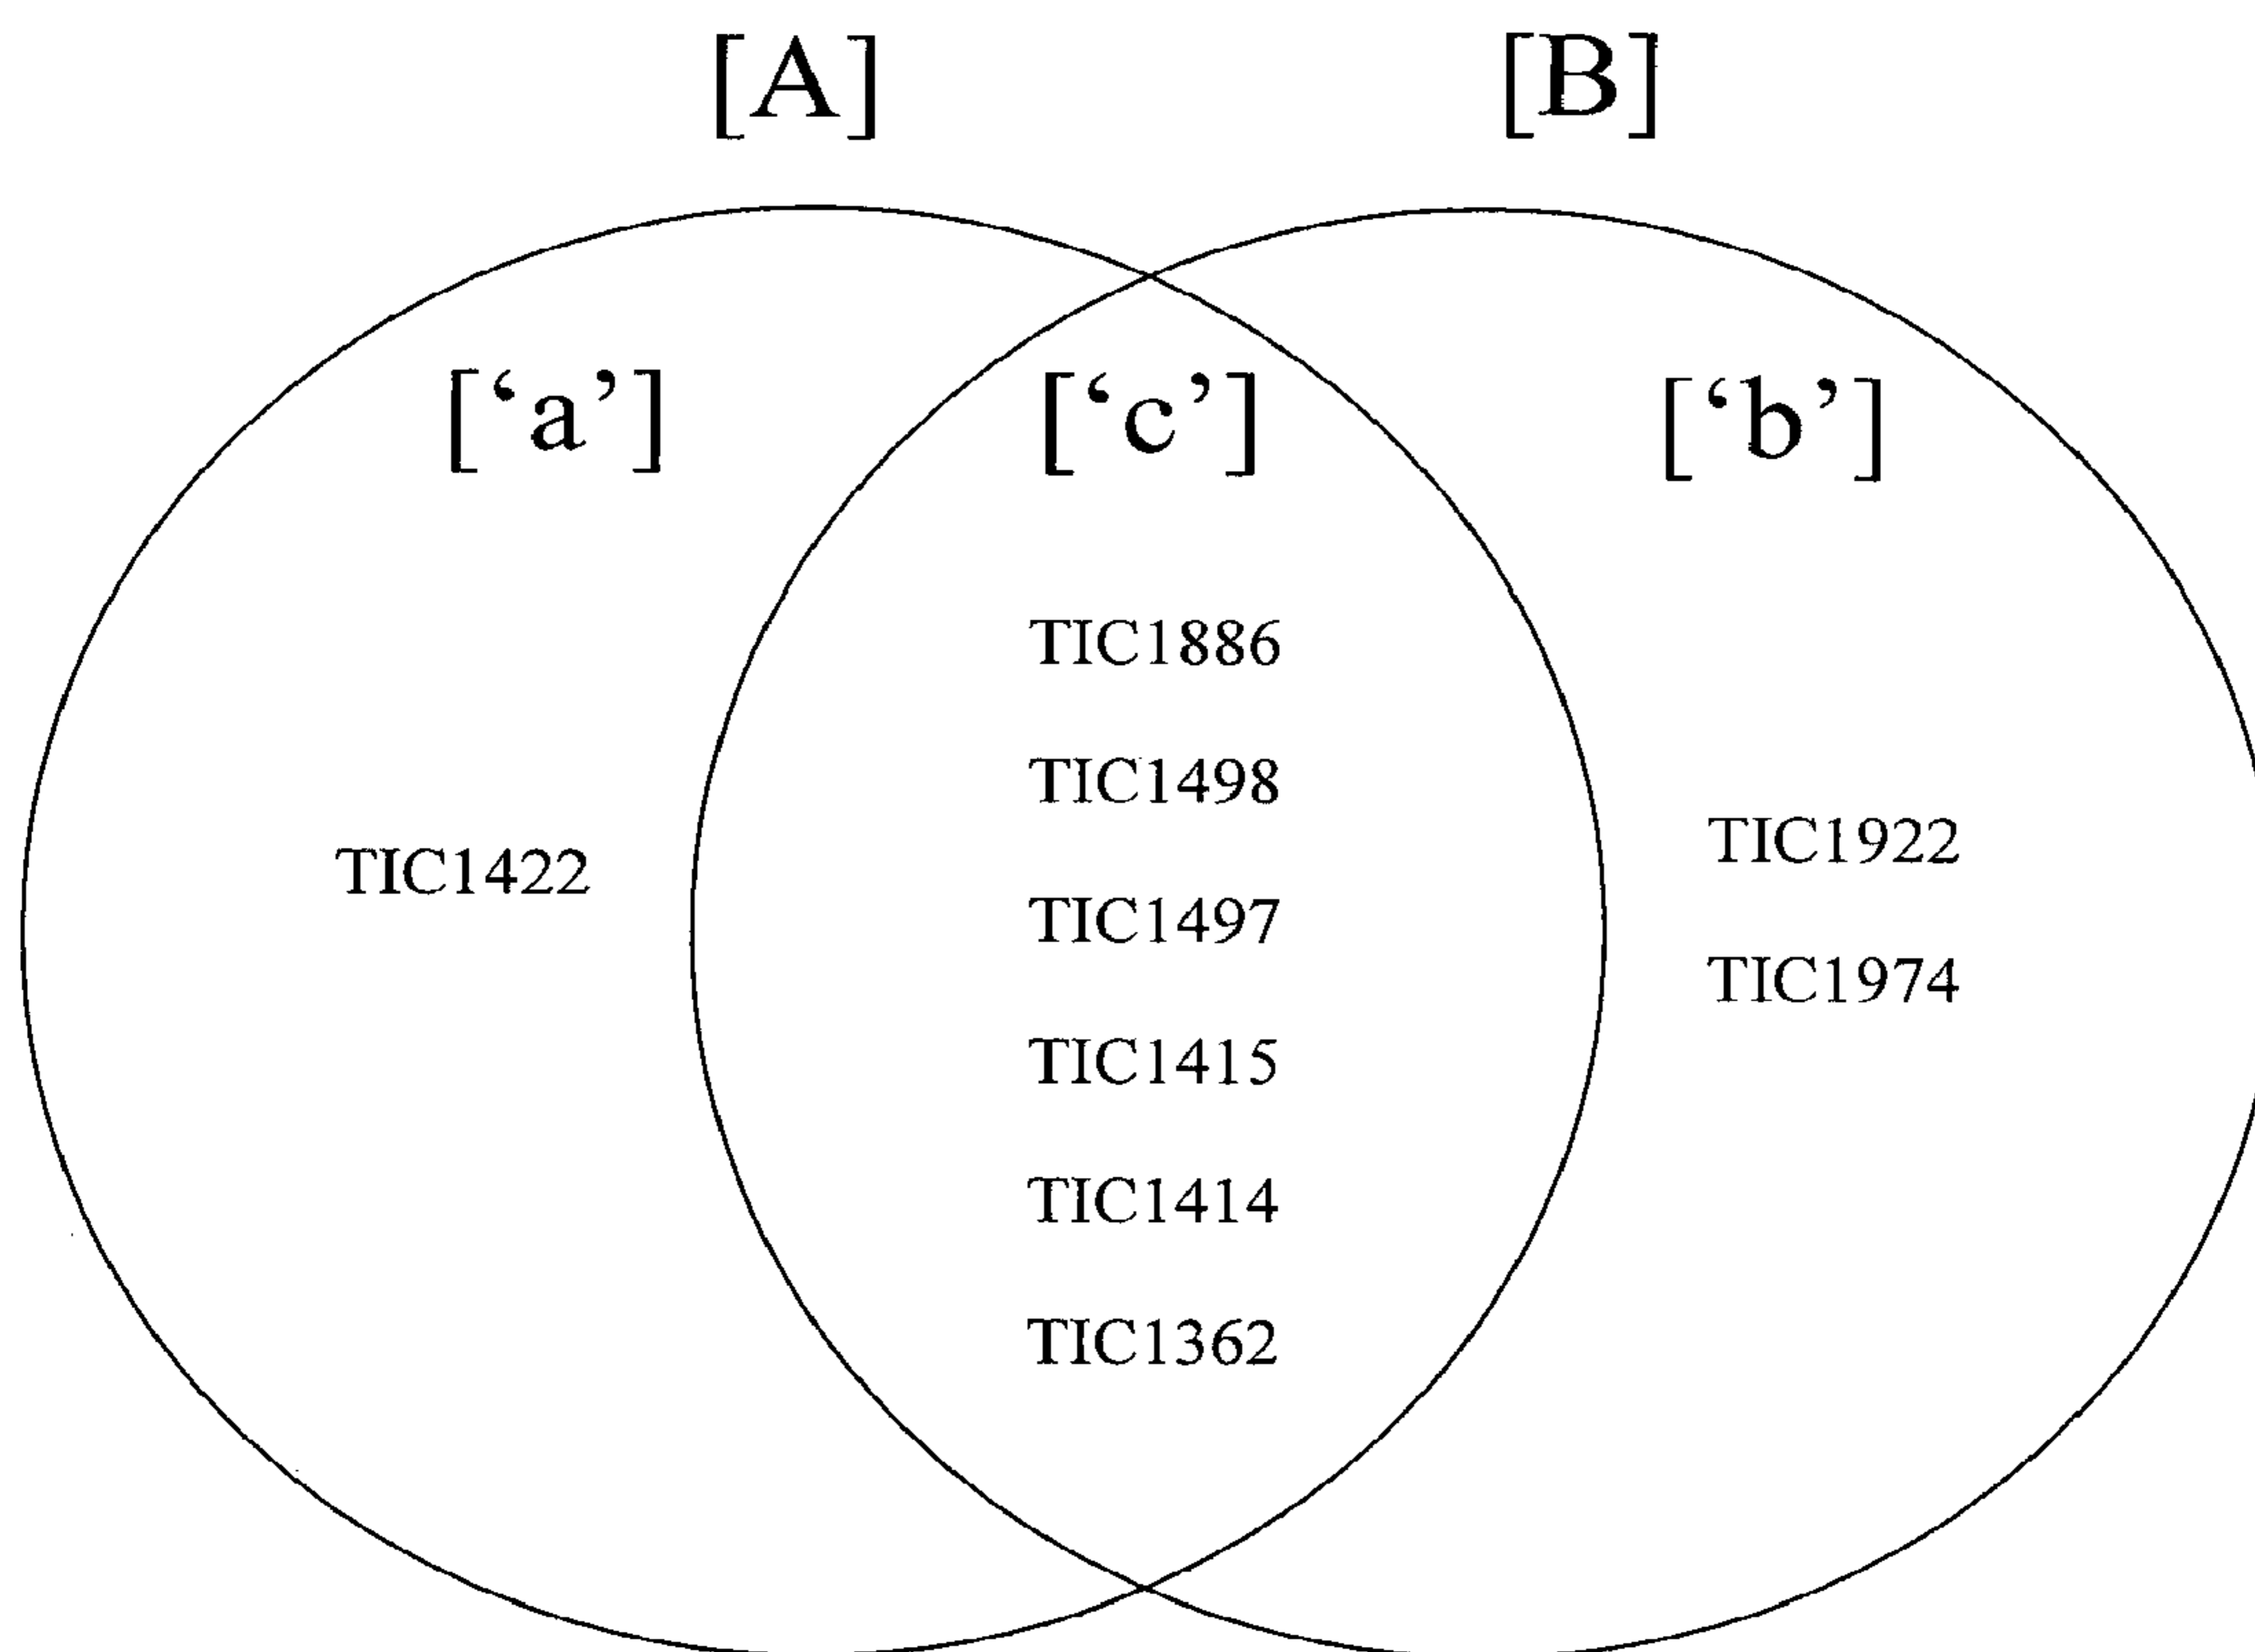 [A] [B]
[‘a’] [‘c’] [‘b’]
TIC1886
TIC1498
TIC1922
TIC1422
TIC1497
TIC1974
TIC1415
TIC1414
TIC1362